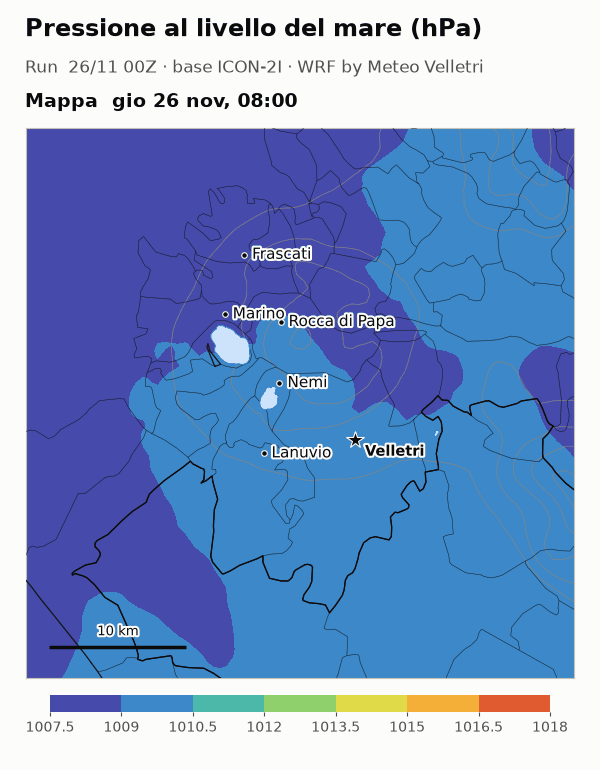 Pressione al livello del mare (hPa)
Run  26/11 00Z · base ICON-2I · WRF by Meteo Velletri
Mappa  gio 26 nov, 08:00
Frascati
Marino
Rocca di Papa
Nemi
Velletri
Lanuvio
10 km
1007.5 1009 1010.5 1012 1013.5 1015 1016.5 1018